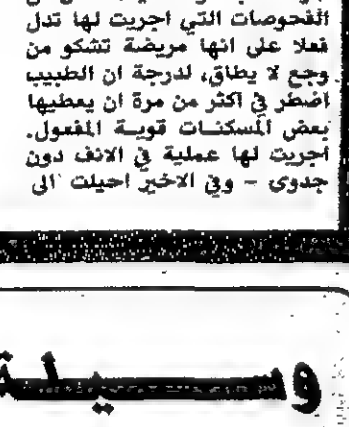 الفحوصات التي اجريت لها تدل
فعلا على انها مريضة تشكو من
وجع لا يطاق، لدرجة ان الطبيب
اضطر في اكثر من مرة ان يعطيها
بعض المسكنات قوية المفعول.
اجريت لها عملية في الانف دون
جدوى – وفي الاخير احيلت الى
وسيلة